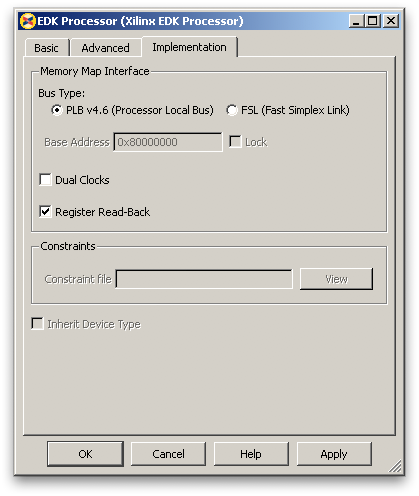 EDK Processor (Xilinx EDK Processor)
Basic Advanced Implementation
Memory Map Interface
Bus Type:
PLB v4.6 (Processor Local Bus) FSL (Fast Simplex Link)
Base Address 0x80000000 Lock
Dual Clocks
Register Read-Back
Constraints
Constraint file View
Inherit Device Type
OK Cancel Help Apply